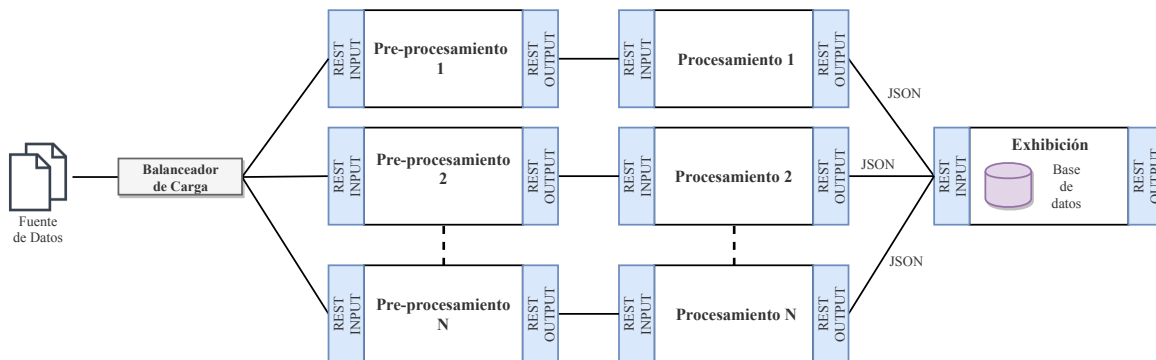 Fuente
de Datos
Balanceador
de Carga
REST
INPUT
Pre-procesamiento
1
REST
OUTPUT
REST
INPUT
Procesamiento 1
REST
OUTPUT
JSON
REST
INPUT
Pre-procesamiento
2
REST
OUTPUT
REST
INPUT
Procesamiento 2
REST
OUTPUT
JSON
REST
INPUT
Pre-procesamiento
N
REST
OUTPUT
REST
INPUT
Procesamiento N
REST
OUTPUT
JSON
REST
INPUT
Exhibición
Base
de
datos
REST
OUTPUT